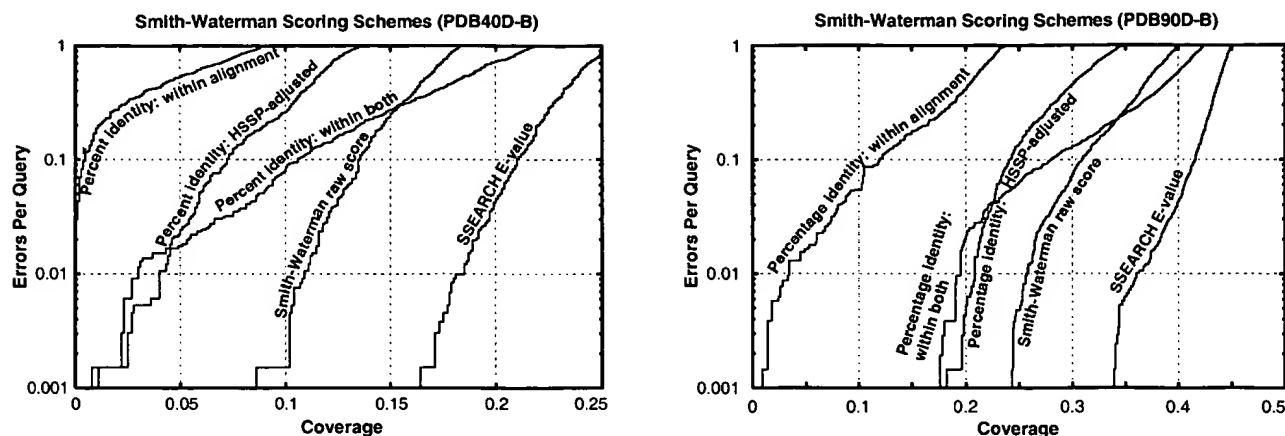 Smith-Waterman Scoring Schemes (PDB40D-B)
Errors Per Query
1
0.1
0.01
0.001
0
0.05
0.1
0.15
0.2
0.25
Coverage
Percent Identity: within alignment
Percent Identity: HSSP-adjusted
Percent Identity: within both
Smith-Waterman raw score
SSEARCH E-value
Smith-Waterman Scoring Schemes (PDB90D-B)
Errors Per Query
1
0.1
0.01
0.001
0
0.1
0.2
0.3
0.4
0.5
Coverage
Percentage Identity: within alignment
Percentage Identity:
within both
Percentage Identity: HSSP-adjusted
Smith-Waterman raw score
SSEARCH E-value